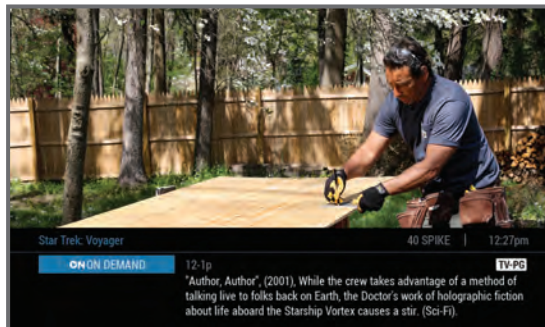 Star Trek: Voyager 40 SPIKE | 12:27pm
ON ON DEMAND 12-1p TV-PG
"Author, Author", (2001), While the crew takes advantage of a method of
talking live to folks back on Earth, the Doctor's work of holographic fiction
about life aboard the Starship Vortex causes a stir. (Sci-Fi).